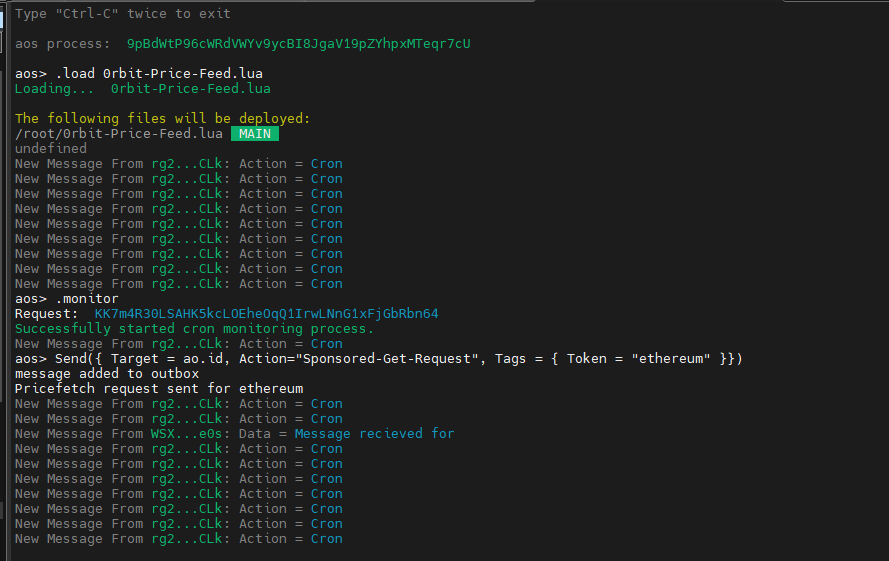 Type "Ctrl-C" twice to exit
aos process:  9pBdWtP96cWRdVWYv9ycBI8JgaV19pZYhpxMTeqr7cU
aos> .load 0rbit-Price-Feed.lua
Loading...  0rbit-Price-Feed.lua
The following files will be deployed:
/root/0rbit-Price-Feed.lua  MAIN
undefined
New Message From rg2...CLk: Action = Cron
New Message From rg2...CLk: Action = Cron
New Message From rg2...CLk: Action = Cron
New Message From rg2...CLk: Action = Cron
New Message From rg2...CLk: Action = Cron
New Message From rg2...CLk: Action = Cron
New Message From rg2...CLk: Action = Cron
New Message From rg2...CLk: Action = Cron
New Message From rg2...CLk: Action = Cron
aos> .monitor
Request:  KK7m4R30LSAHK5kcLOEheOqQ1IrwLNnG1xFjGbRbn64
Successfully started cron monitoring process.
New Message From rg2...CLk: Action = Cron
aos> Send({ Target = ao.id, Action="Sponsored-Get-Request", Tags = { Token = "ethereum" }})
message added to outbox
Pricefetch request sent for ethereum
New Message From rg2...CLk: Action = Cron
New Message From rg2...CLk: Action = Cron
New Message From WSX...e0s: Data = Message recieved for
New Message From rg2...CLk: Action = Cron
New Message From rg2...CLk: Action = Cron
New Message From rg2...CLk: Action = Cron
New Message From rg2...CLk: Action = Cron
New Message From rg2...CLk: Action = Cron
New Message From rg2...CLk: Action = Cron
New Message From rg2...CLk: Action = Cron